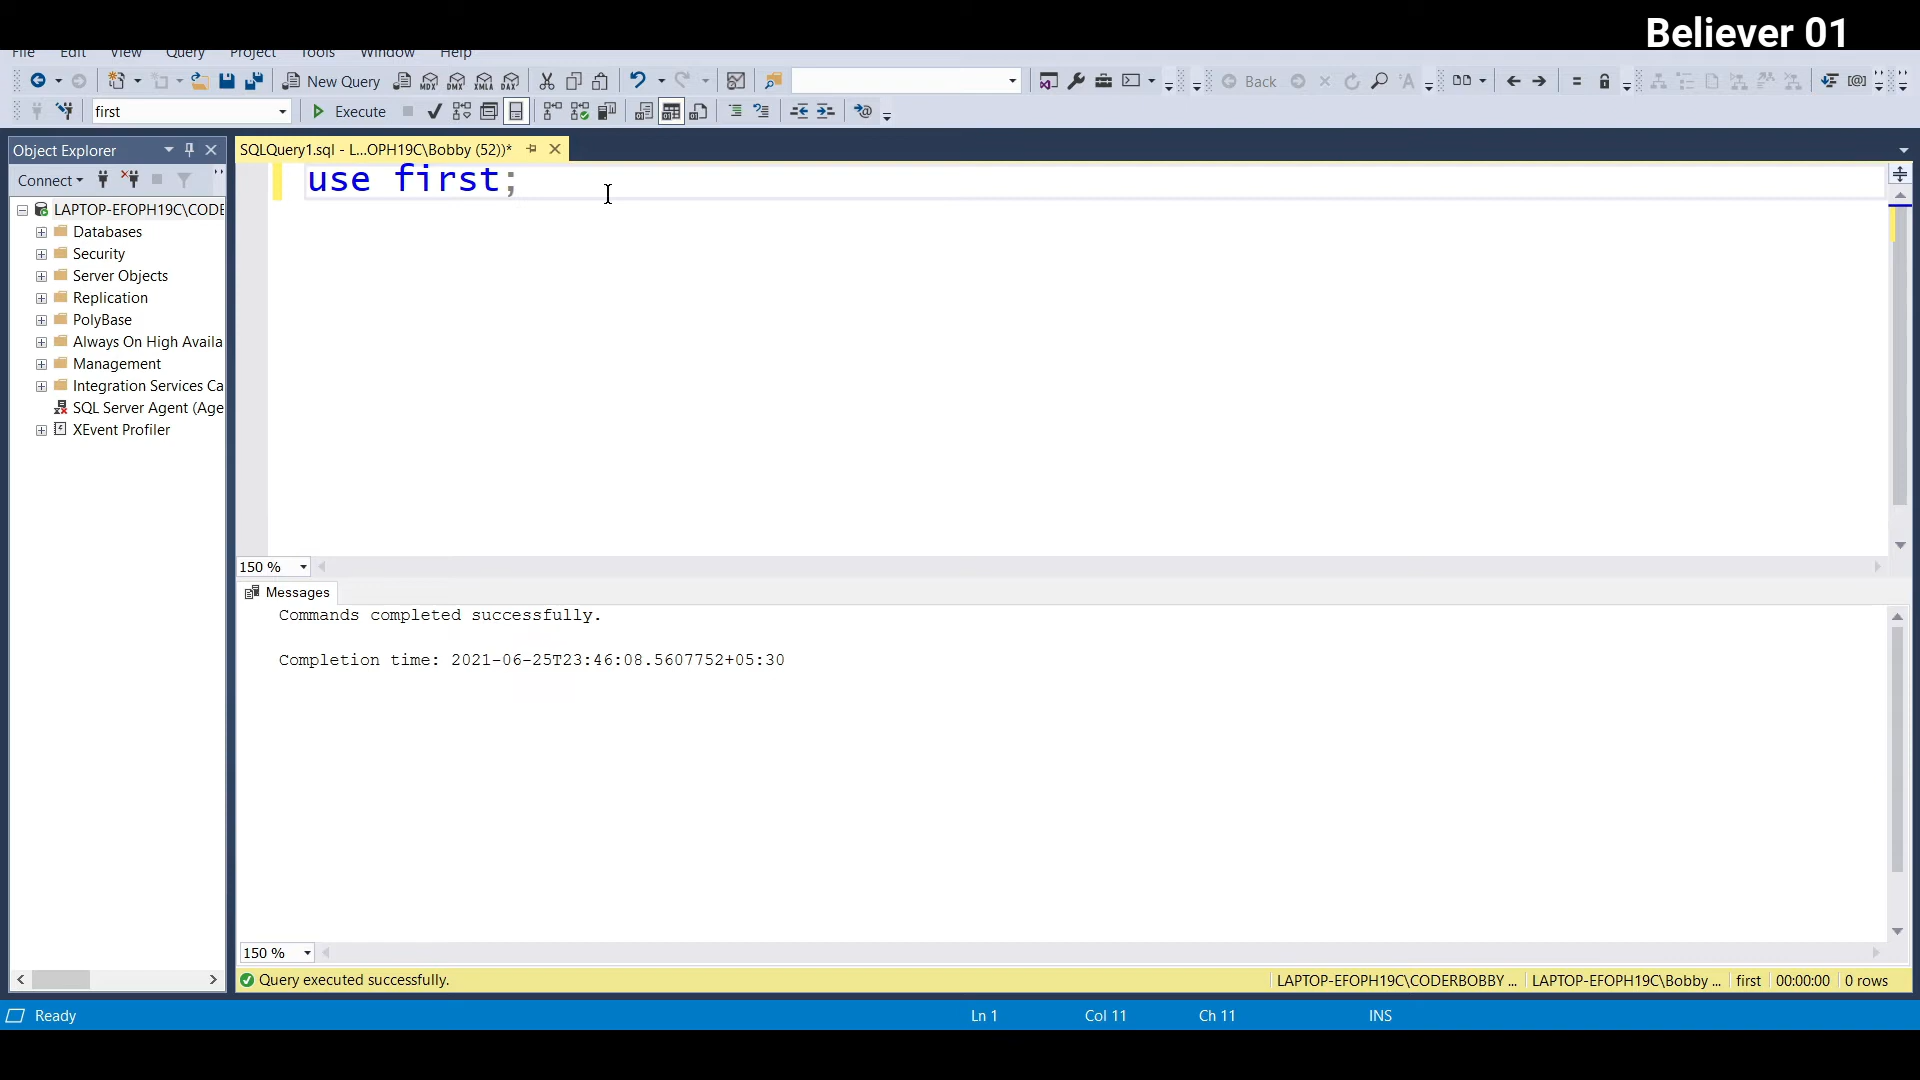 Believer 01
File Edit View Query Project Tools Window Help
New Query MDX DMX XMLA DAX Back
first Execute
Object Explorer
SQLQuery1.sql - L...OPH19C\Bobby (52))*
Connect
LAPTOP-EFOPH19C\CODE
Databases
Security
Server Objects
Replication
PolyBase
Always On High Availa
Management
Integration Services Ca
SQL Server Agent (Age
XEvent Profiler
use first;
150 %
Messages
Commands completed successfully.
Completion time: 2021-06-25T23:46:08.5607752+05:30
150 %
Query executed successfully. LAPTOP-EFOPH19C\CODERBOBBY ... LAPTOP-EFOPH19C\Bobby ... first 00:00:00 0 rows
Ready Ln 1 Col 11 Ch 11 INS